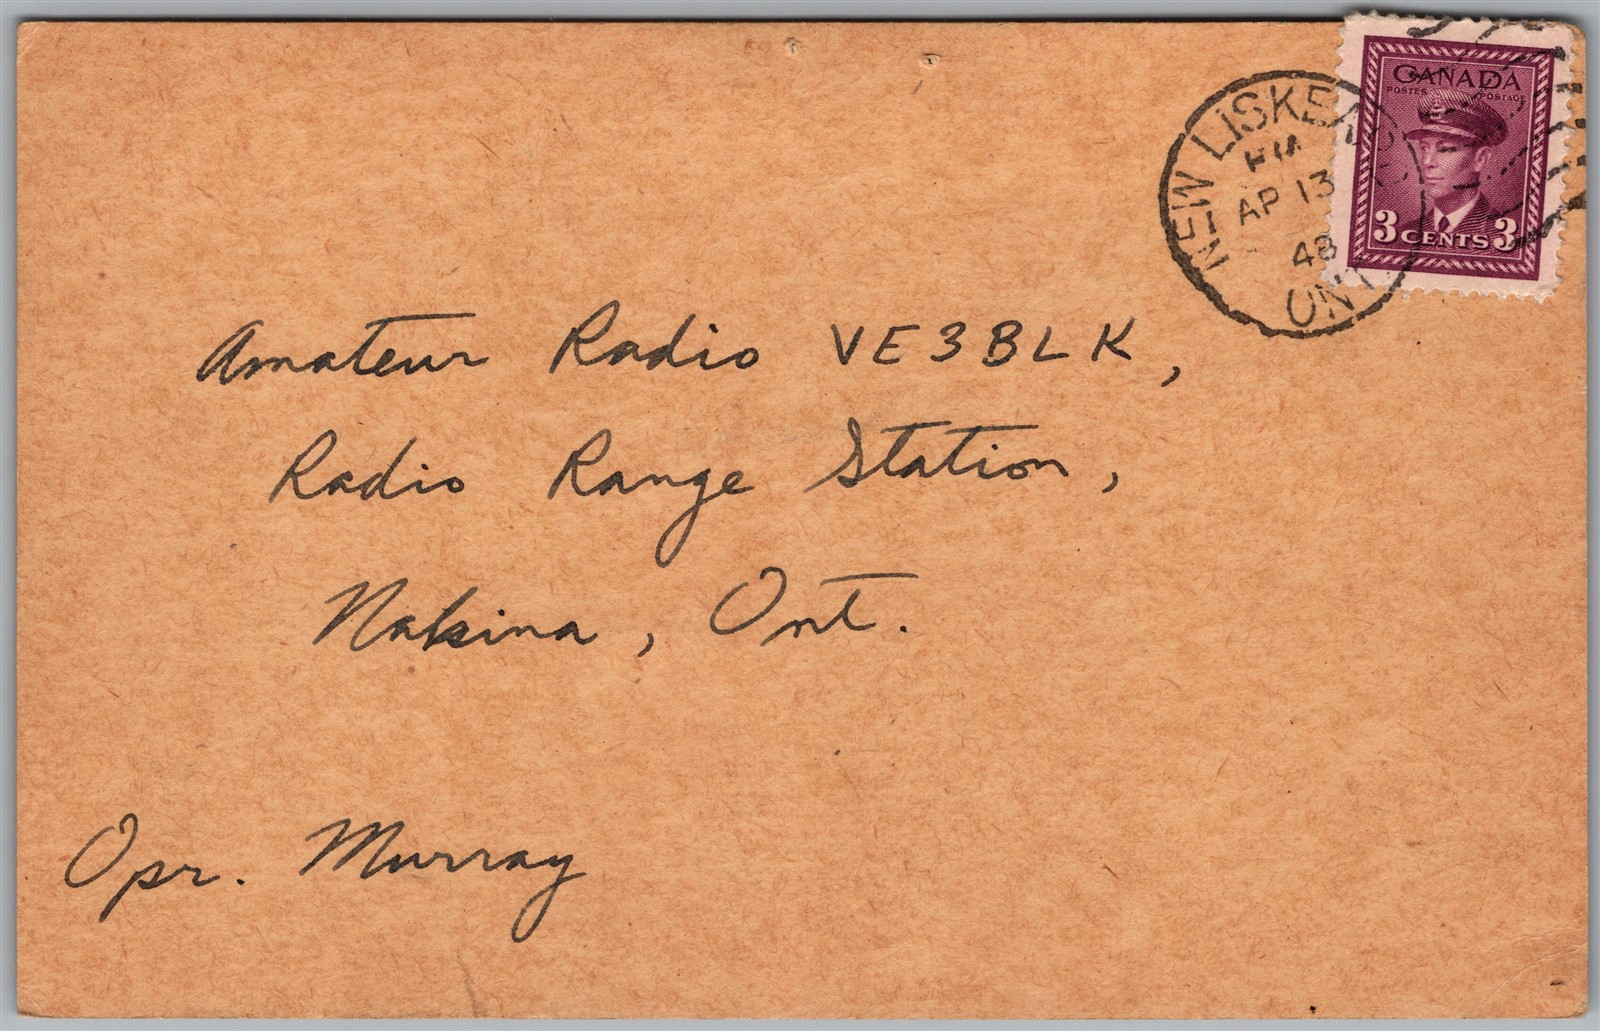 CANADA
POSTES POSTAGE
3 CENTS 3
NEW LISKEARD
PM
AP 13
48
ONT
Amateur Radio VE3BLK,
Radio Range Station,
Nakina, Ont.
Opr. Murray